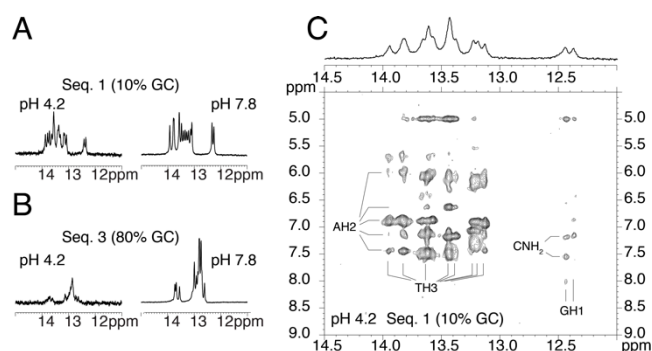 A
Seq. 1 (10% GC)
pH 4.2
pH 7.8
14 13 12ppm
14 13 12ppm
B
Seq. 3 (80% GC)
pH 4.2
pH 7.8
14 13 12ppm
14 13 12ppm
C
14.5 14.0 13.5 13.0 12.5
ppm
ppm
5.0
5.0
5.5
5.5
6.0
6.0
6.5
6.5
AH2
7.0
7.0
CNH2
7.5
7.5
TH3
8.0
8.0
GH1
8.5
8.5
pH 4.2 Seq. 1 (10% GC)
9.0
9.0
14.5 14.0 13.5 13.0 12.5 ppm